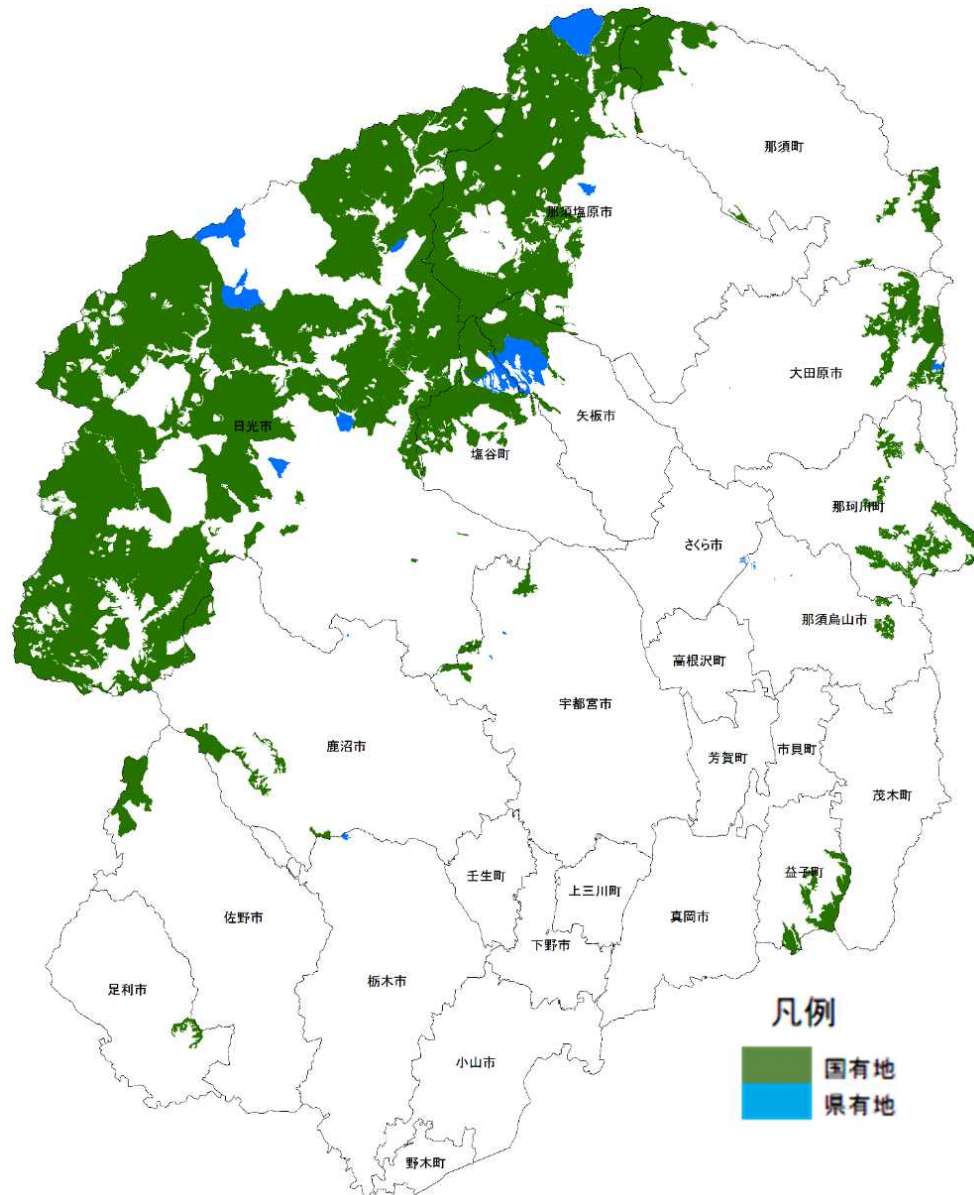 那須町
那須塩原市
大田原市
矢板市
日光市
塩谷町
那珂川町
さくら市
那須烏山市
高根沢町
宇都宮市
鹿沼市
芳賀町
市貝町
茂木町
益子町
壬生町
上三川町
佐野市
真岡市
下野市
栃木市
足利市
小山市
野木町
凡例
国有地
県有地